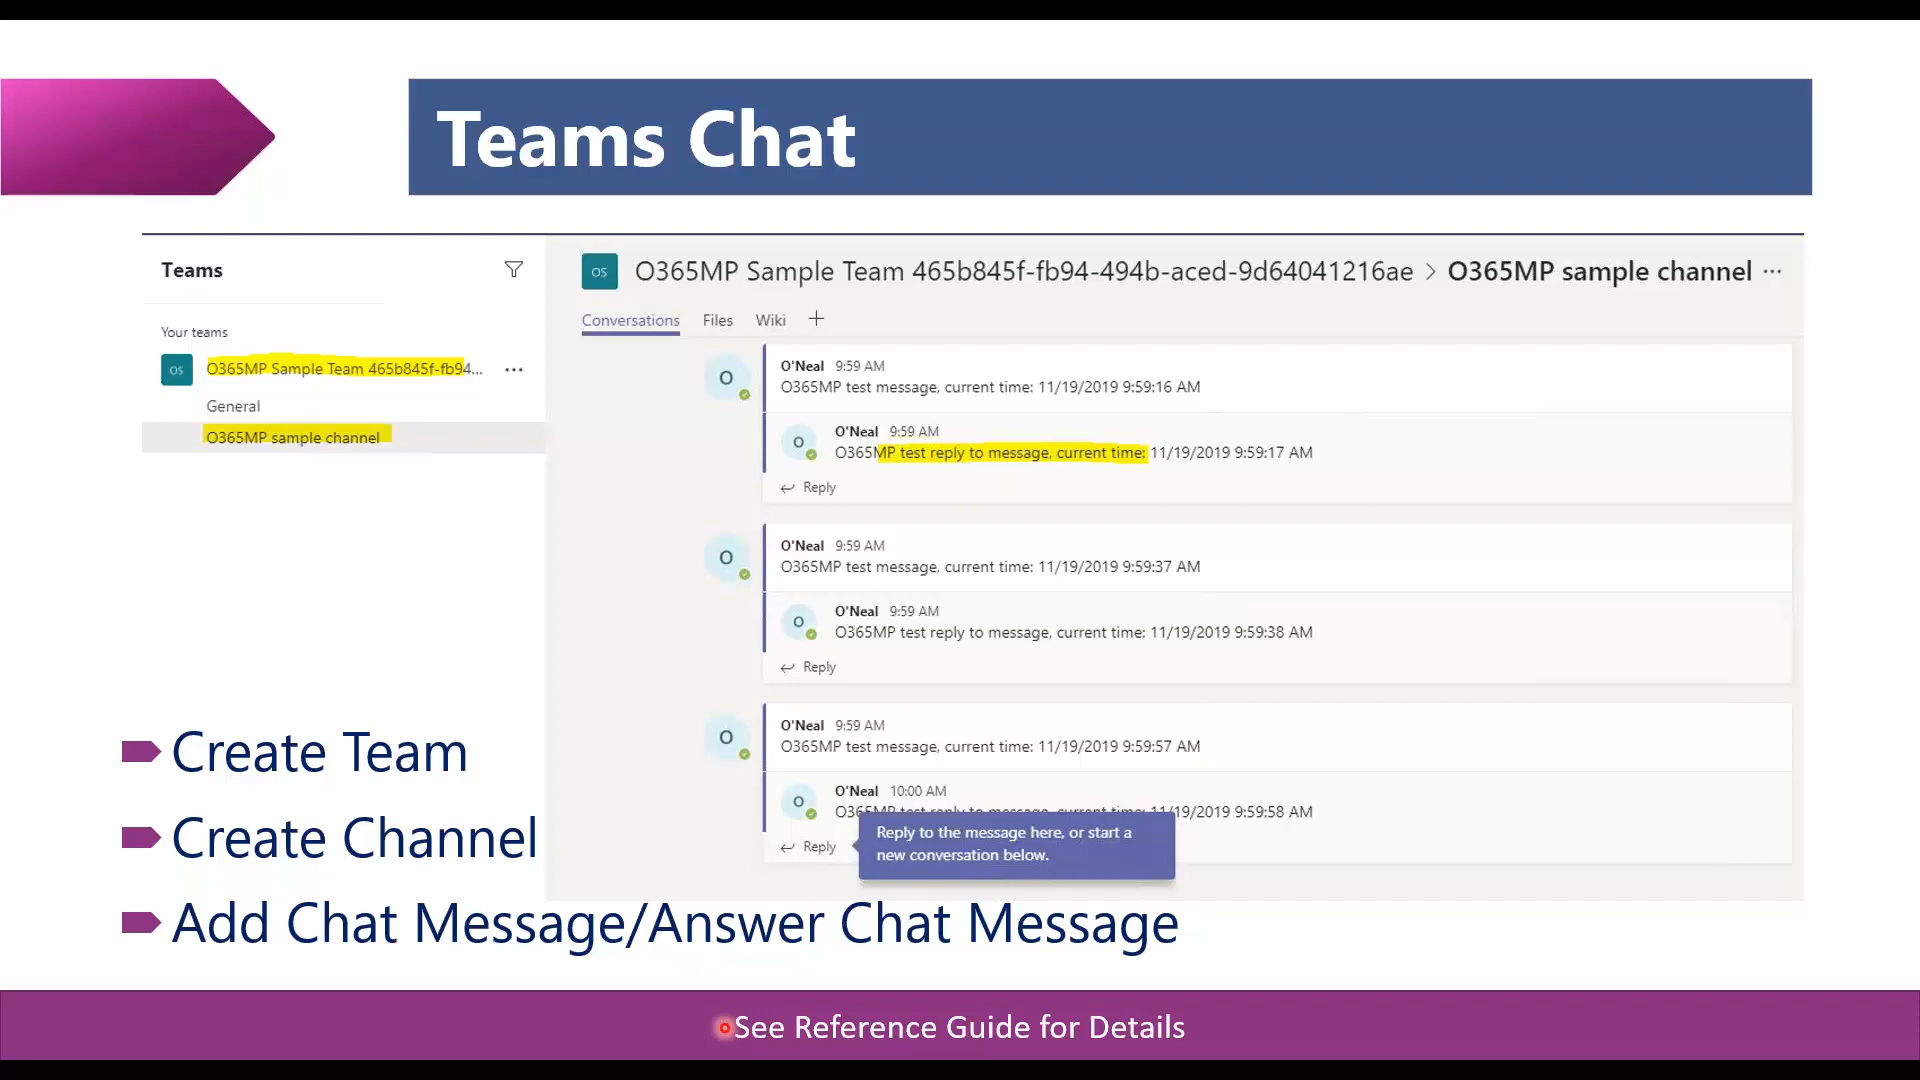 Teams Chat
Teams
Your teams
OS O365MP Sample Team 465b845f-fb94... ...
General
O365MP sample channel
OS O365MP Sample Team 465b845f-fb94-494b-aced-9d64041216ae > O365MP sample channel ...
Conversations Files Wiki +
O O'Neal 9:59 AM
O365MP test message, current time: 11/19/2019 9:59:16 AM
O O'Neal 9:59 AM
O365MP test reply to message, current time: 11/19/2019 9:59:17 AM
Reply
O O'Neal 9:59 AM
O365MP test message, current time: 11/19/2019 9:59:37 AM
O O'Neal 9:59 AM
O365MP test reply to message, current time: 11/19/2019 9:59:38 AM
Reply
O O'Neal 9:59 AM
O365MP test message, current time: 11/19/2019 9:59:57 AM
O O'Neal 10:00 AM
O365MP test reply to message, current time: 11/19/2019 9:59:58 AM
Reply
Reply to the message here, or start a
new conversation below.
Create Team
Create Channel
Add Chat Message/Answer Chat Message
See Reference Guide for Details